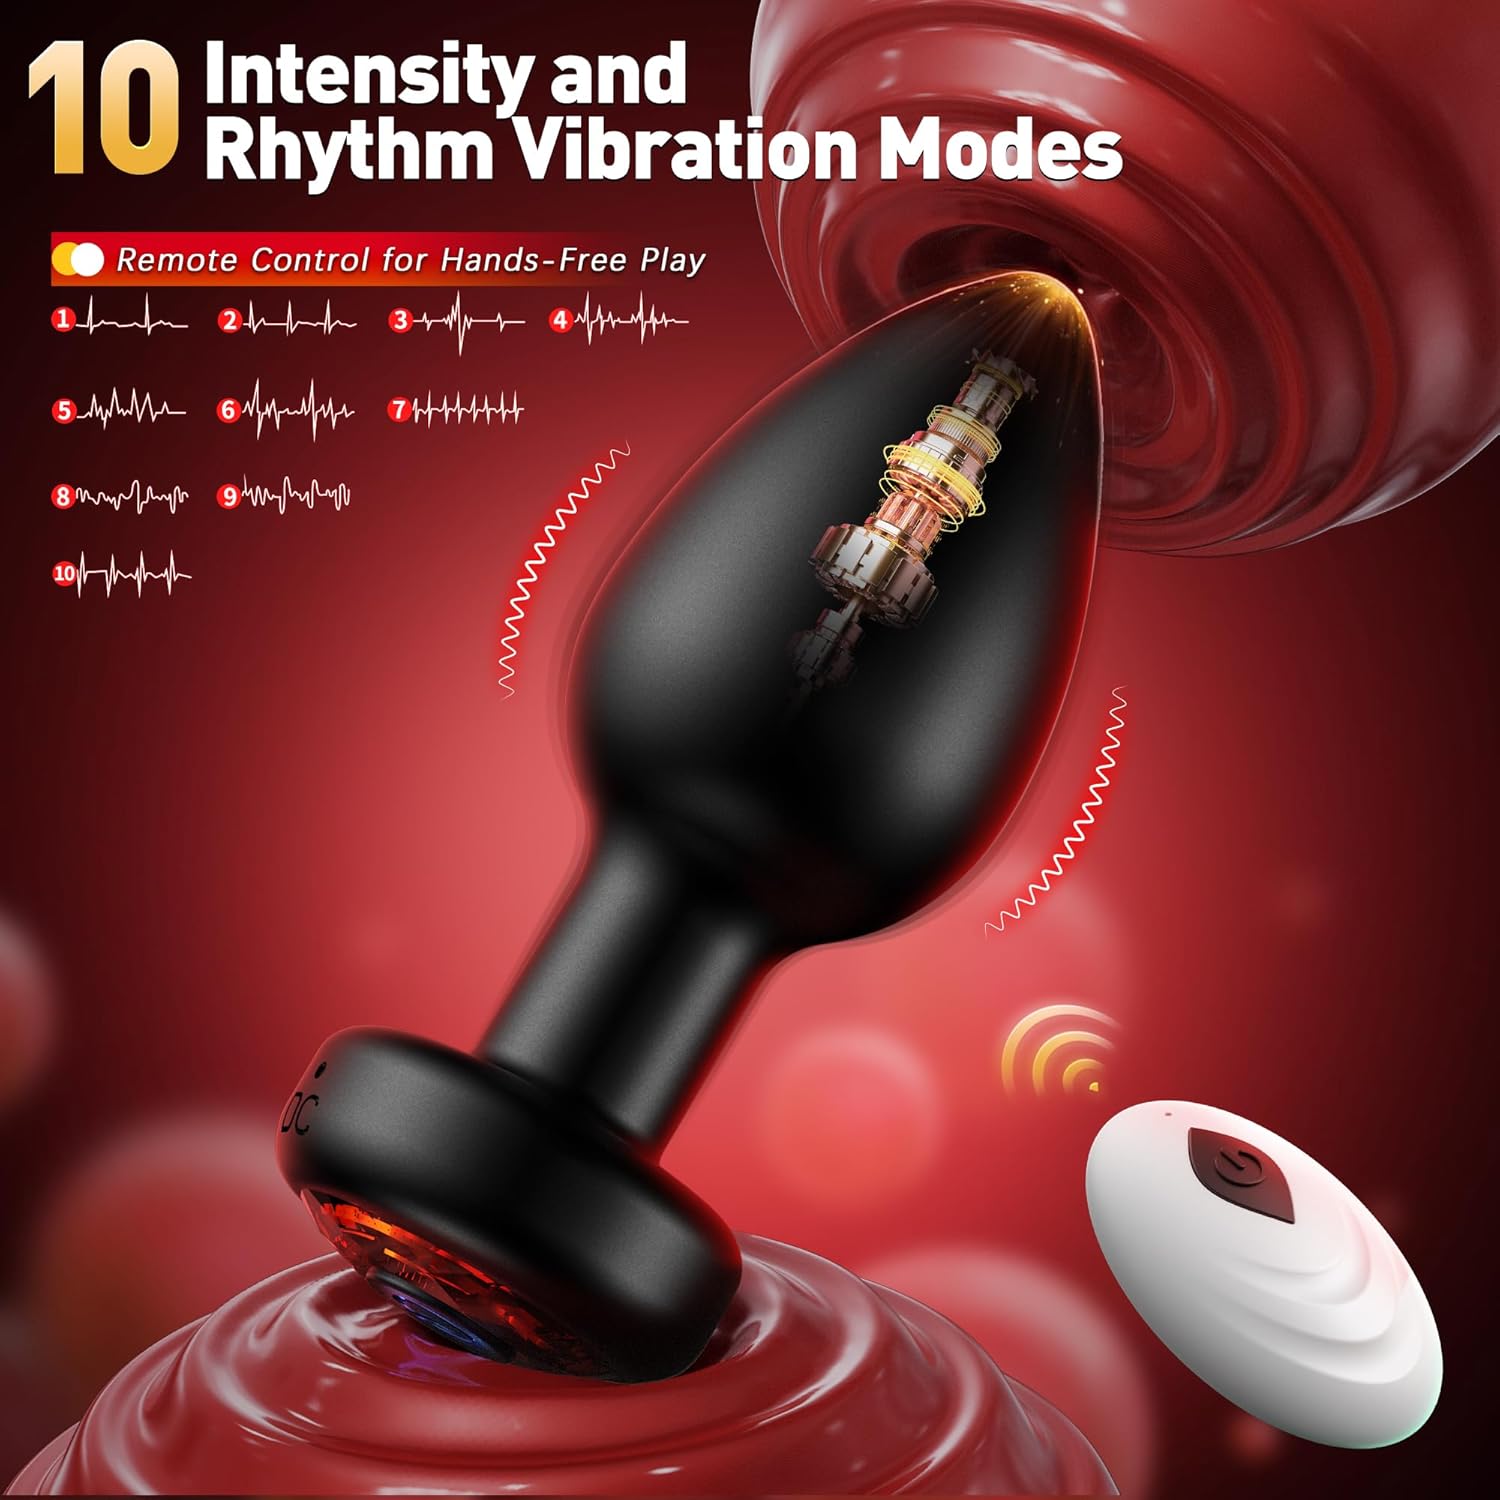 10 Intensity and
Rhythm Vibration Modes
Remote Control for Hands-Free Play
1 2 3 4
5 6 7
8 9
10
DC